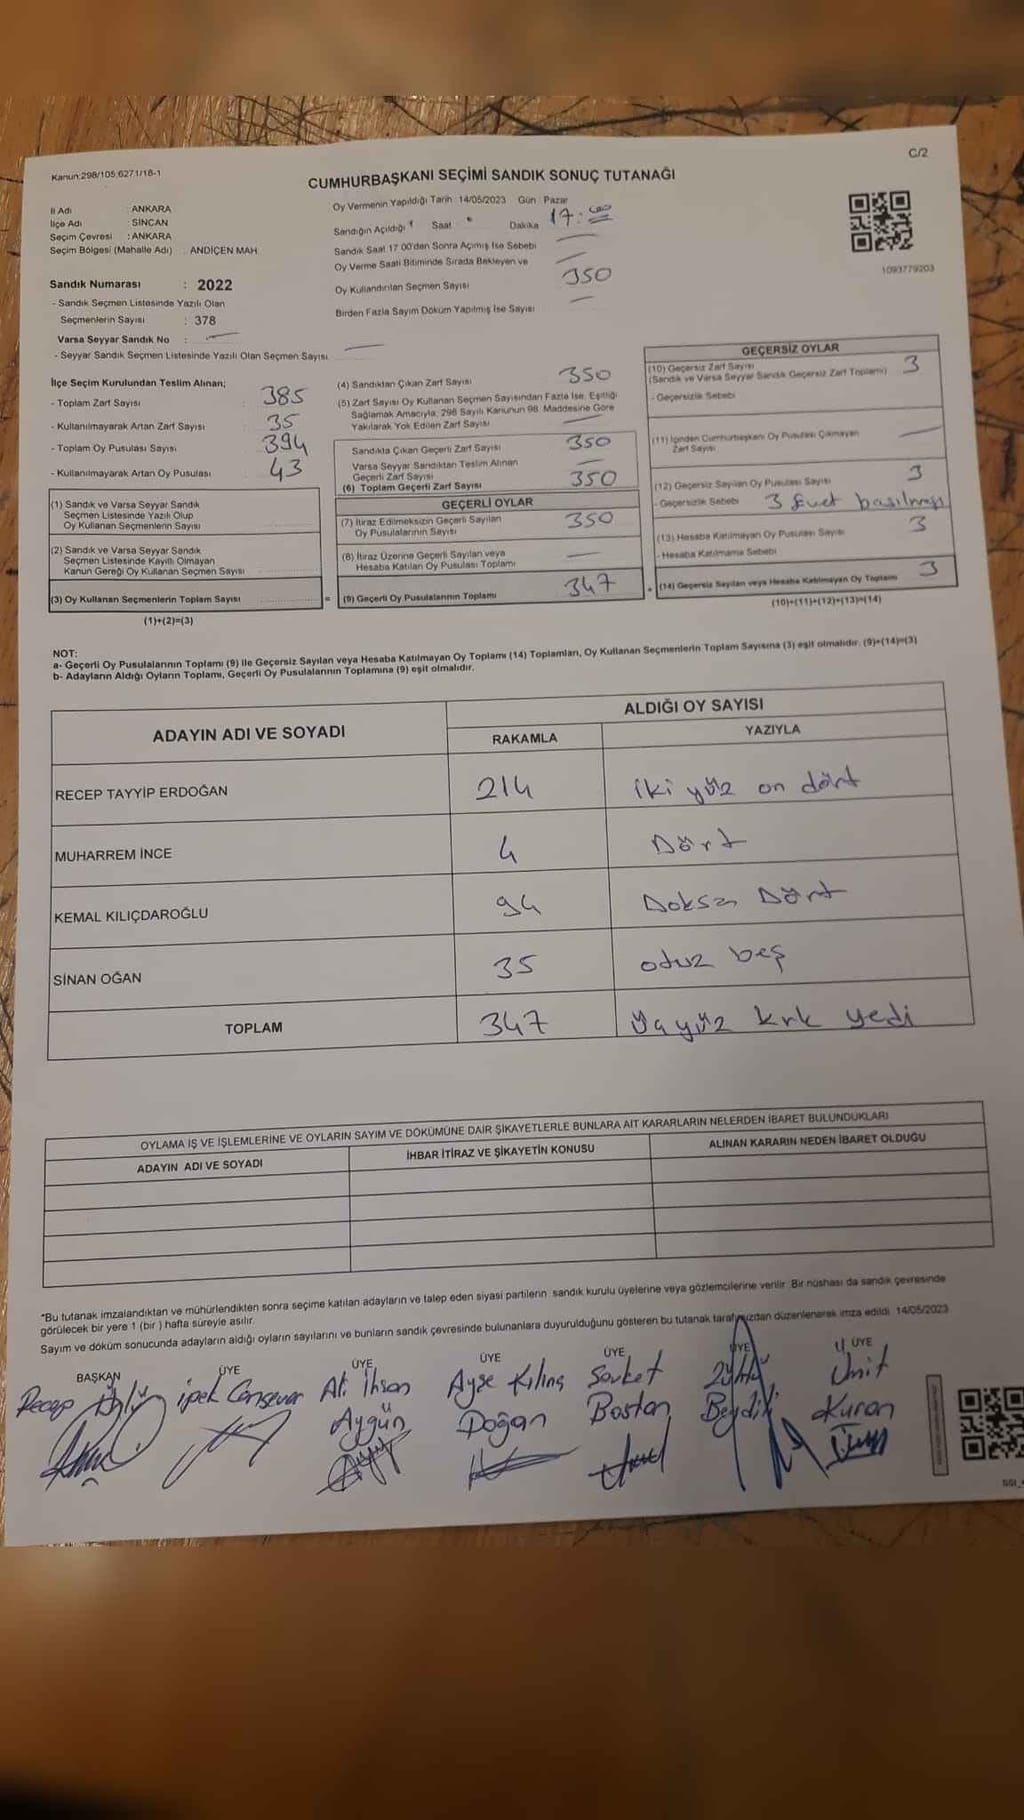 C/2
Kanun:298/105,6271/18-1
CUMHURBAŞKANI SEÇİMİ SANDIK SONUÇ TUTANAĞI
İl Adı : ANKARA
İlçe Adı : SİNCAN
Seçim Çevresi : ANKARA
Seçim Bölgesi (Mahalle Adı) : ANDİÇEN MAH.
Oy Vermenin Yapıldığı Tarih 14/05/2023 Gün Pazar
Sandığın Açıldığı Saat Dakika 17:00
Sandık Saat 17 00'dan Sonra Açımış İse Sebebi
Oy Verme Saati Bitiminde Sırada Bekleyen ve
Oy Kullandırılan Seçmen Sayısı 350
Birden Fazla Sayım Döküm Yapılmış İse Sayısı
1093779203
Sandık Numarası : 2022
- Sandık Seçmen Listesinde Yazılı Olan
Seçmenlerin Sayısı : 378
Varsa Seyyar Sandık No :
- Seyyar Sandık Seçmen Listesinde Yazılı Olan Seçmen Sayısı
İlçe Seçim Kurulundan Teslim Alınan;
- Toplam Zarf Sayısı 385
- Kullanılmayarak Artan Zarf Sayısı 35
- Toplam Oy Pusulası Sayısı 394
- Kullanılmayarak Artan Oy Pusulası 43
(1) Sandık ve Varsa Seyyar Sandık
Seçmen Listesinde Yazılı Olup
Oy Kullanan Seçmenlerin Sayısı
(2) Sandık ve Varsa Seyyar Sandık
Seçmen Listesinde Kayıllı Olmayan
Kanun Gereği Oy Kullanan Seçmen Sayısı
(3) Oy Kullanan Seçmenlerin Toplam Sayısı =
(1)+(2)=(3)
(4) Sandıktan Çıkan Zarf Sayısı 350
(5) Zarf Sayısı Oy Kullanan Seçmen Sayısından Fazla İse, Eşitliği
Sağlamak Amacıyla, 298 Sayılı Kanunun 98. Maddesine Göre
Yakılarak Yok Edilen Zarf Sayısı
Sandıkta Çıkan Geçerli Zarf Sayısı 350
Varsa Seyyar Sandıktan Teslim Alınan
Geçerli Zarf Sayısı
(6) Toplam Geçerli Zarf Sayısı 350
GEÇERLİ OYLAR
(7) İtiraz Edilmeksizin Geçerli Sayılan
Oy Pusulalarının Sayısı 350
(8) İtiraz Üzerine Geçerli Sayılan veya
Hesaba Katılan Oy Pusulası Toplamı
(9) Geçerli Oy Pusulalarının Toplamı 347
GEÇERSİZ OYLAR
(10) Geçersiz Zarf Sayısı 3
(Sandık ve Varsa Seyyar Sandık Geçersiz Zarf Toplamı)
- Geçersizlik Sebebi
(11) İçinden Cumhurbaşkanı Oy Pusulası Çıkmayan
Zarf Sayısı
(12) Geçersiz Sayılan Oy Pusulası Sayısı 3
- Geçersizlik Sebebi 3 Evet
(13) Hesaba Katılmayan Oy Pusulası Sayısı 3
- Hesaba Katılmama Sebebi
+ (14) Geçersiz Sayılan veya Hesaba Katılmayan Oy Toplamı 3
(10)+(11)+(12)+(13)=(14)
NOT:
a- Geçerli Oy Pusulalarının Toplamı (9) ile Geçersiz Sayılan veya Hesaba Katılmayan Oy Toplamı (14) Toplamları, Oy Kullanan Seçmenlerin Toplam Sayısına (3) eşit olmalıdır. (9)+(14)=(3)
b- Adayların Aldığı Oyların Toplamı, Geçerli Oy Pusulalarının Toplamına (9) eşit olmalıdır.
ADAYIN ADI VE SOYADI ALDIĞI OY SAYISI
RAKAMLA YAZIYLA
RECEP TAYYİP ERDOĞAN 214 iki yüz on dört
MUHARREM İNCE 4 Dört
KEMAL KILIÇDAROĞLU 94 Doksan Dört
SİNAN OĞAN 35 otuz beş
TOPLAM 347 Üçyüz kırk yedi
OYLAMA İŞ VE İŞLEMLERİNE VE OYLARIN SAYIM VE DÖKÜMÜNE DAİR ŞİKAYETLERLE BUNLARA AİT KARARLARIN NELERDEN İBARET BULUNDUKLARI
ADAYIN ADI VE SOYADI İHBAR İTİRAZ VE ŞİKAYETİN KONUSU ALINAN KARARIN NEDEN İBARET OLDUĞU
*Bu tutanak imzalandıktan ve mühürlendikten sonra seçime katılan adayların ve talep eden siyasi partilerin sandık kurulu üyelerine veya gözlemcilerine verilir. Bir nüshası da sandık çevresinde
görülecek bir yere 1 (bir ) hafta süreyle asılır.
Sayım ve döküm sonucunda adayların aldığı oyların sayılarını ve bunların sandık çevresinde bulunanlara duyurulduğunu gösteren bu tutanak tarafımızdan düzenlenerek imza edildi. 14/05/2023
BAŞKAN ÜYE ÜYE ÜYE ÜYE ÜYE ÜYE
Recep ipek Cansever Ali İhsan Ayşe Kılınç Şevket Ümit
Aygün Doğan Bostan Kuran